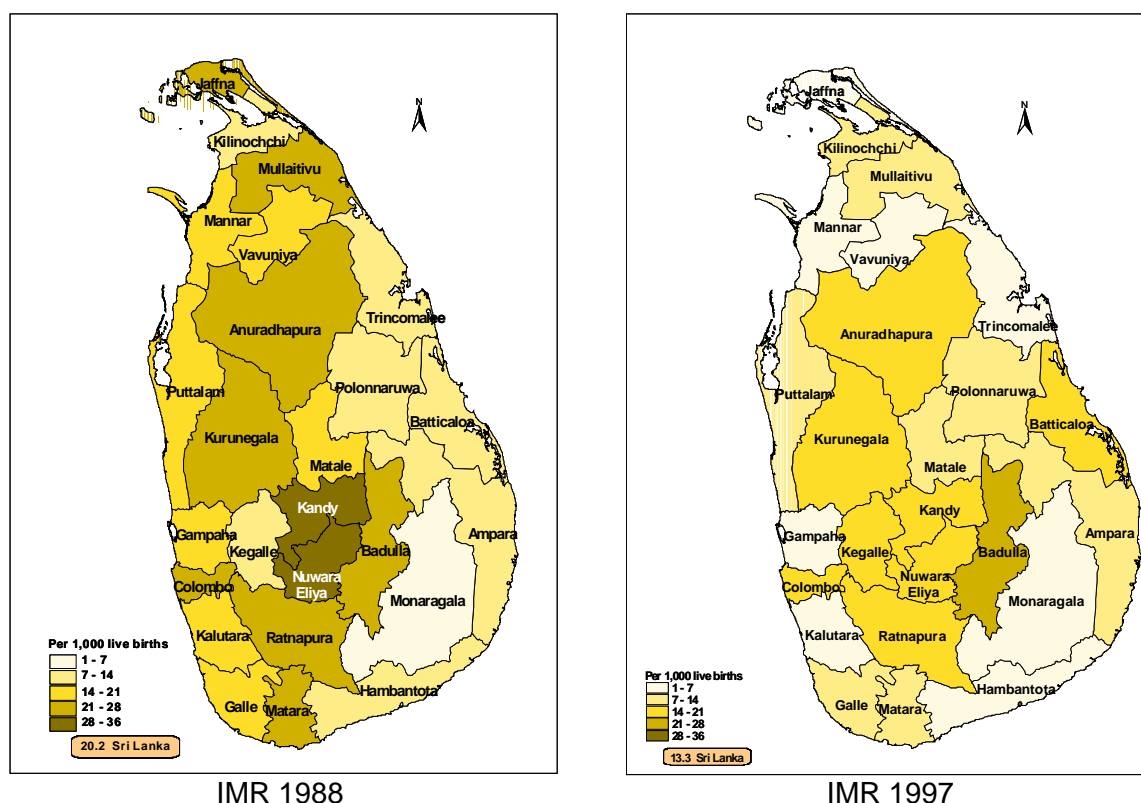 N
Jaffna
Kilinochchi
Mullaitivu
Mannar
Vavuniya
Anuradhapura
Trincomalee
Puttalam
Polonnaruwa
Batticaloa
Kurunegala
Matale
Kandy
Gampaha
Kegalle
Badulla
Ampara
Nuwara
Eliya
Colombo
Monaragala
Kalutara
Ratnapura
Hambantota
Galle
Matara
Per 1,000 live births
1 - 7
7 - 14
14 - 21
21 - 28
28 - 36
20.2 Sri Lanka
IMR 1988
N
Jaffna
Kilinochchi
Mullaitivu
Mannar
Vavuniya
Trincomalee
Anuradhapura
Puttalam
Polonnaruwa
Batticaloa
Kurunegala
Matale
Kandy
Gampaha
Kegalle
Badulla
Ampara
Nuwara
Eliya
Colombo
Monaragala
Kalutara
Ratnapura
Hambantota
Galle
Matara
Per 1,000 live births
1 - 7
7 - 14
14 - 21
21 - 28
28 - 36
13.3 Sri Lanka
IMR 1997